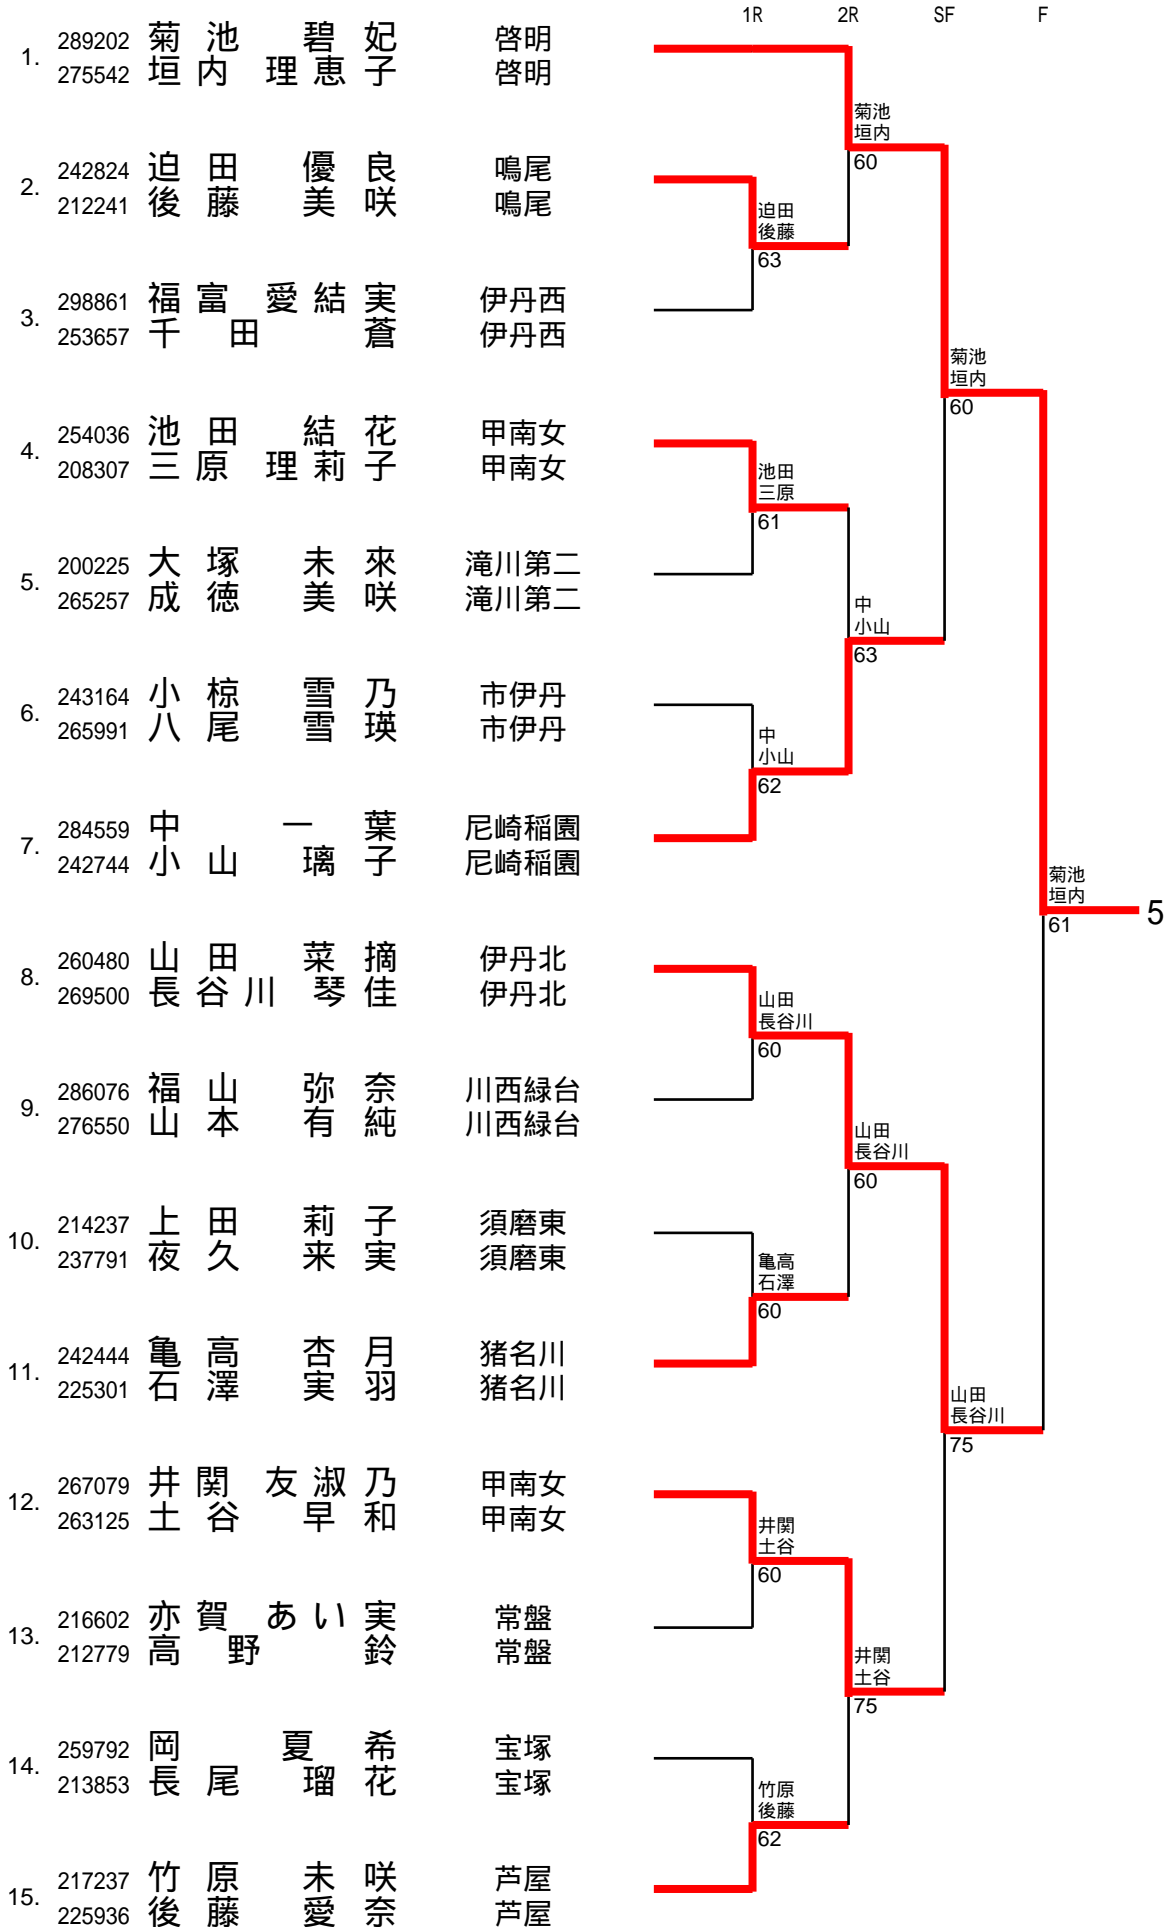 1R 2R SF F
1. 289202 菊池 碧妃 啓明
275542 垣内 理恵子 啓明
菊池
垣内
60
2. 242824 迫田 優良 鳴尾
212241 後藤 美咲 鳴尾
迫田
後藤
63
3. 298861 福富 愛結実 伊丹西
253657 千田 蒼 伊丹西
菊池
垣内
60
4. 254036 池田 結花 甲南女
208307 三原 理莉子 甲南女
池田
三原
61
5. 200225 大塚 未來 滝川第二
265257 成徳 美咲 滝川第二
中
小山
63
6. 243164 小椋 雪乃 市伊丹
265991 八尾 雪瑛 市伊丹
中
小山
62
7. 284559 中 一葉 尼崎稲園
242744 小山 璃子 尼崎稲園
菊池
垣内
61
5
8. 260480 山田 菜摘 伊丹北
269500 長谷川 琴佳 伊丹北
山田
長谷川
60
9. 286076 福山 弥奈 川西緑台
276550 山本 有純 川西緑台
山田
長谷川
60
10. 214237 上田 莉子 須磨東
237791 夜久 来実 須磨東
亀高
石澤
60
11. 242444 亀高 杏月 猪名川
225301 石澤 実羽 猪名川
山田
長谷川
75
12. 267079 井関 友淑乃 甲南女
263125 土谷 早和 甲南女
井関
土谷
60
13. 216602 亦賀 あい実 常盤
212779 高野 鈴 常盤
井関
土谷
75
14. 259792 岡 夏希 宝塚
213853 長尾 瑠花 宝塚
竹原
後藤
62
15. 217237 竹原 未咲 芦屋
225936 後藤 愛奈 芦屋